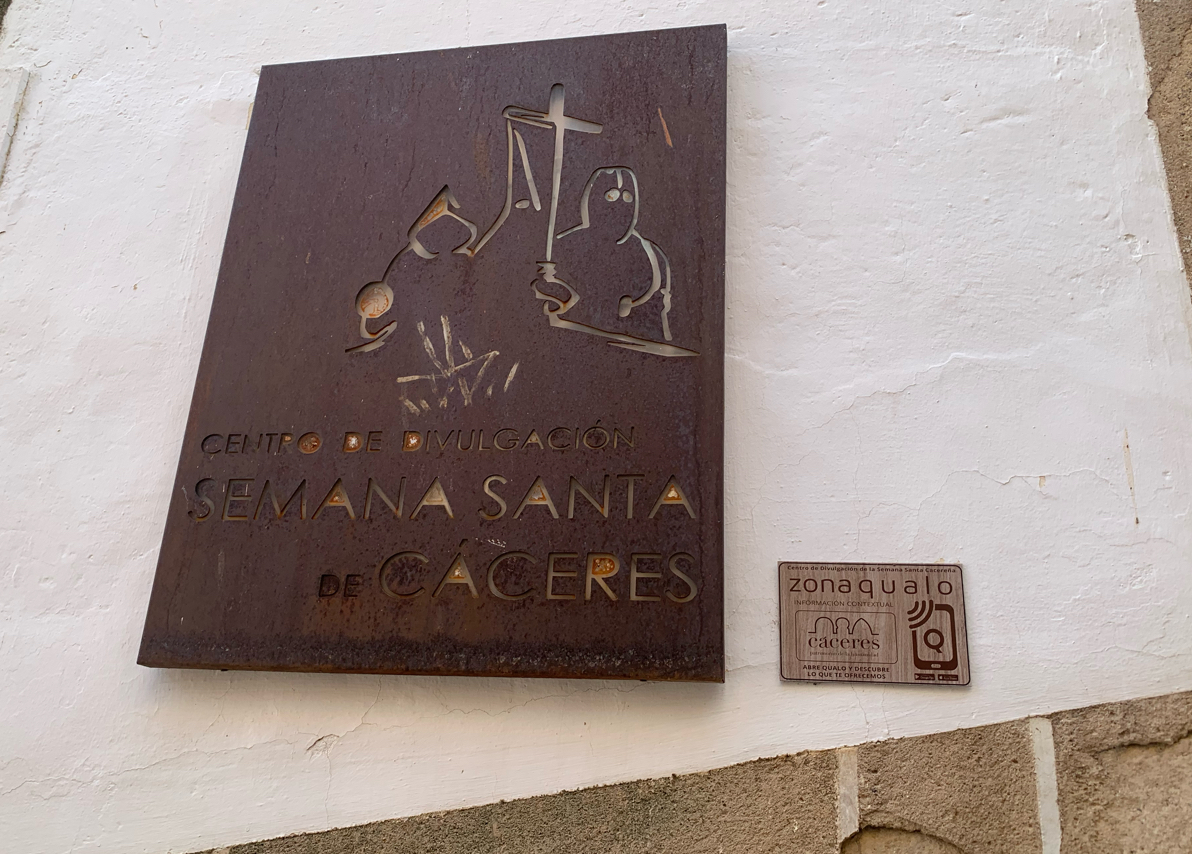 CENTRO DE DIVULGACIÓN
SEMANA SANTA
DE CÁCERES
Centro de Divulgación de la Semana Santa Cacereña
zonaqualo
INFORMACIÓN CONTEXTUAL
cáceres
ABRE QUALO Y DESCUBRE
LO QUE TE OFRECEMOS